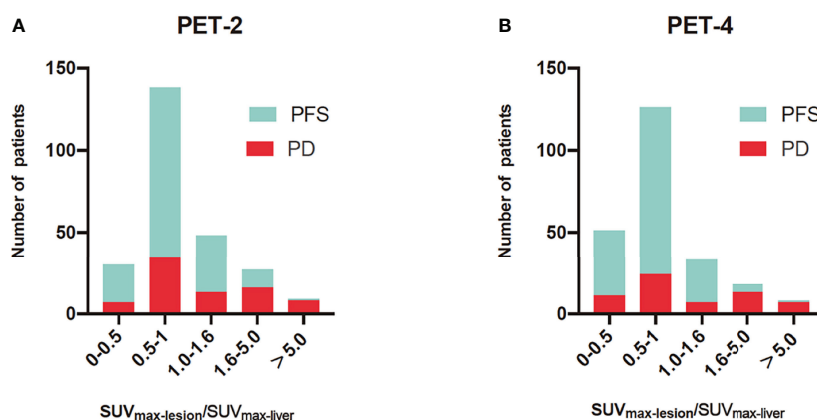 A
PET-2
Number of patients
150
100
50
0
PFS
PD
0-0.5
0.5-1
1.0-1.6
1.6-5.0
>5.0
SUVmax-lesion/SUVmax-liver
B
PET-4
Number of patients
150
100
50
0
PFS
PD
0-0.5
0.5-1
1.0-1.6
1.6-5.0
>5.0
SUVmax-lesion/SUVmax-liver